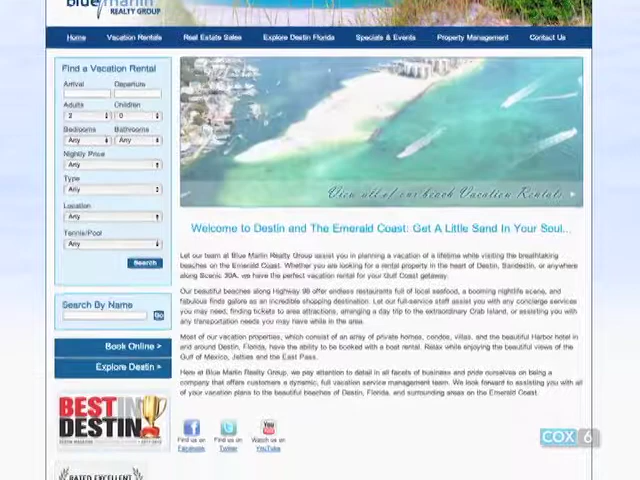 blue marlin
REALTY GROUP
Home Vacation Rentals Real Estate Sales Explore Destin Florida Specials & Events Property Management Contact Us
Find a Vacation Rental
Arrival Departure
Adults Children
2 0
Bedrooms Bathrooms
Any Any
Nightly Price
Any
Type
Any
Location
Any
Tennis/Pool
Any
Search
Search By Name
Go
Book Online >
Explore Destin >
BEST IN
DESTIN
DESTIN MAGAZINE
RATED EXCELLENT
View all of our beach Vacation Rentals
Welcome to Destin and The Emerald Coast: Get A Little Sand In Your Soul...
Let our team at Blue Marlin Realty Group assist you in planning a vacation of a lifetime while visiting the breathtaking
beaches on the Emerald Coast. Whether you are looking for a rental property in the heart of Destin, Sandestin, or anywhere
along Scenic 30A, we have the perfect vacation rental for your Gulf Coast getaway.
Our beautiful beaches along Highway 98 offer endless restaurants full of local seafood, a booming nightlife scene, and
fabulous finds galore as an incredible shopping destination. Let our full-service staff assist you with any concierge services
you may need, finding tickets to area attractions, arranging a day trip to the extraordinary Crab Island, or assisting you with
any transportation needs you may have while in the area.
Most of our vacation properties, which consist of an array of private homes, condos, villas, and the beautiful Harbor hotel in
and around Destin, Florida, have the ability to be booked with a boat rental. Relax while enjoying the beautiful views of the
Gulf of Mexico, Jetties and the East Pass.
Here at Blue Marlin Realty Group, we pay attention to detail in all facets of business and pride ourselves on being a
company that offers customers a dynamic, full vacation service management team. We look forward to assisting you with all
of your vacation plans to the beautiful beaches of Destin, Florida, and surrounding areas on the Emerald Coast.
Find us on Find us on Watch us on
Facebook Twitter YouTube
You
COX 6